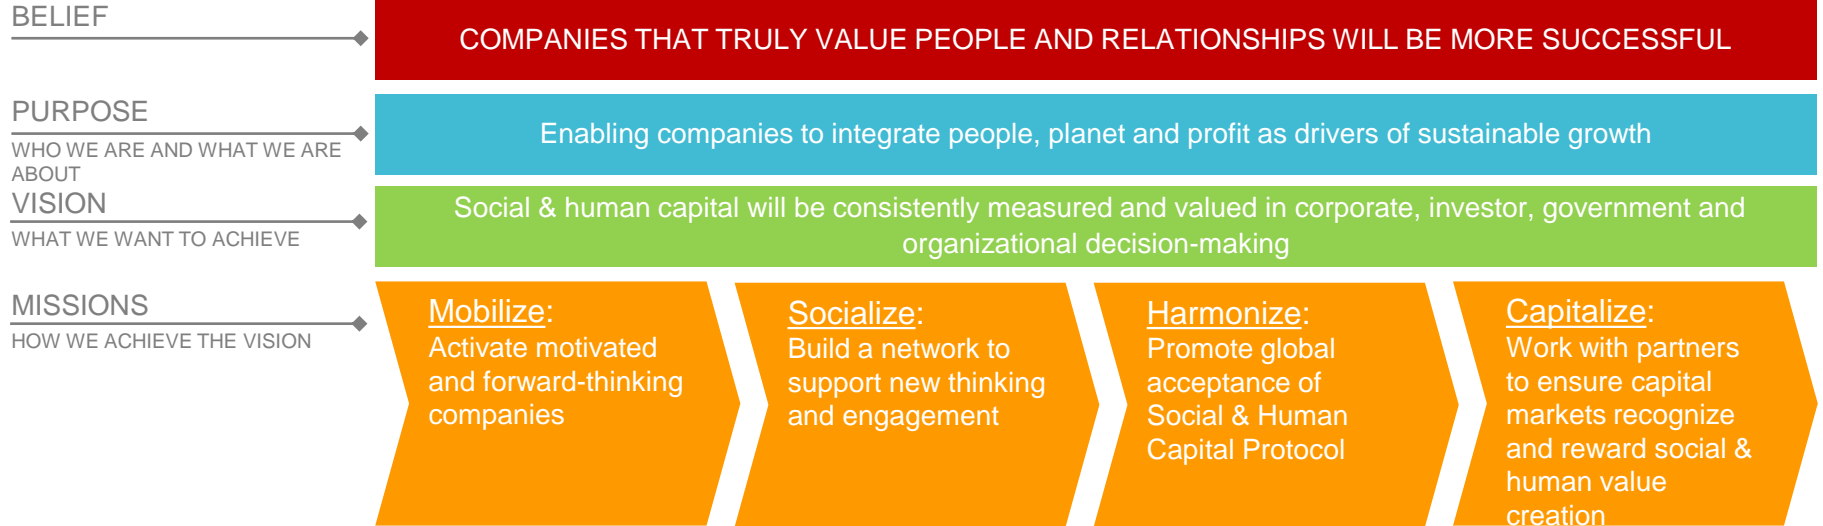 BELIEF
COMPANIES THAT TRULY VALUE PEOPLE AND RELATIONSHIPS WILL BE MORE SUCCESSFUL
PURPOSE
WHO WE ARE AND WHAT WE ARE
ABOUT
Enabling companies to integrate people, planet and profit as drivers of sustainable growth
VISION
WHAT WE WANT TO ACHIEVE
Social & human capital will be consistently measured and valued in corporate, investor, government and
organizational decision-making
MISSIONS
HOW WE ACHIEVE THE VISION
Mobilize:
Activate motivated
and forward-thinking
companies
Socialize:
Build a network to
support new thinking
and engagement
Harmonize:
Promote global
acceptance of
Social & Human
Capital Protocol
Capitalize:
Work with partners
to ensure capital
markets recognize
and reward social &
human value
creation